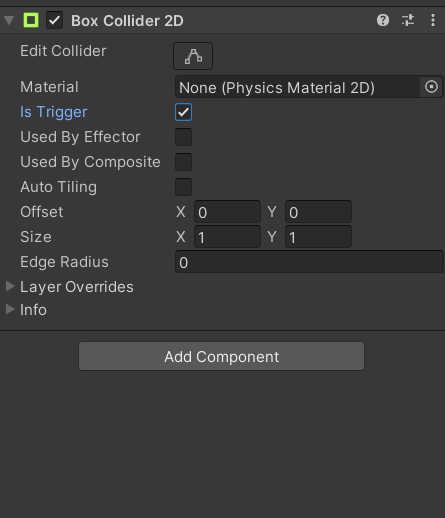 Box Collider 2D
Edit Collider
Material None (Physics Material 2D)
Is Trigger
Used By Effector
Used By Composite
Auto Tiling
Offset X 0 Y 0
Size X 1 Y 1
Edge Radius 0
Layer Overrides
Info
Add Component